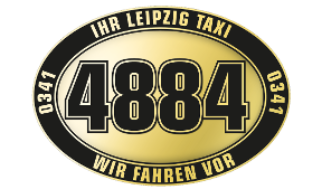 IHR LEIPZIG TAXI
0341
4884
0341
WIR FAHREN VOR